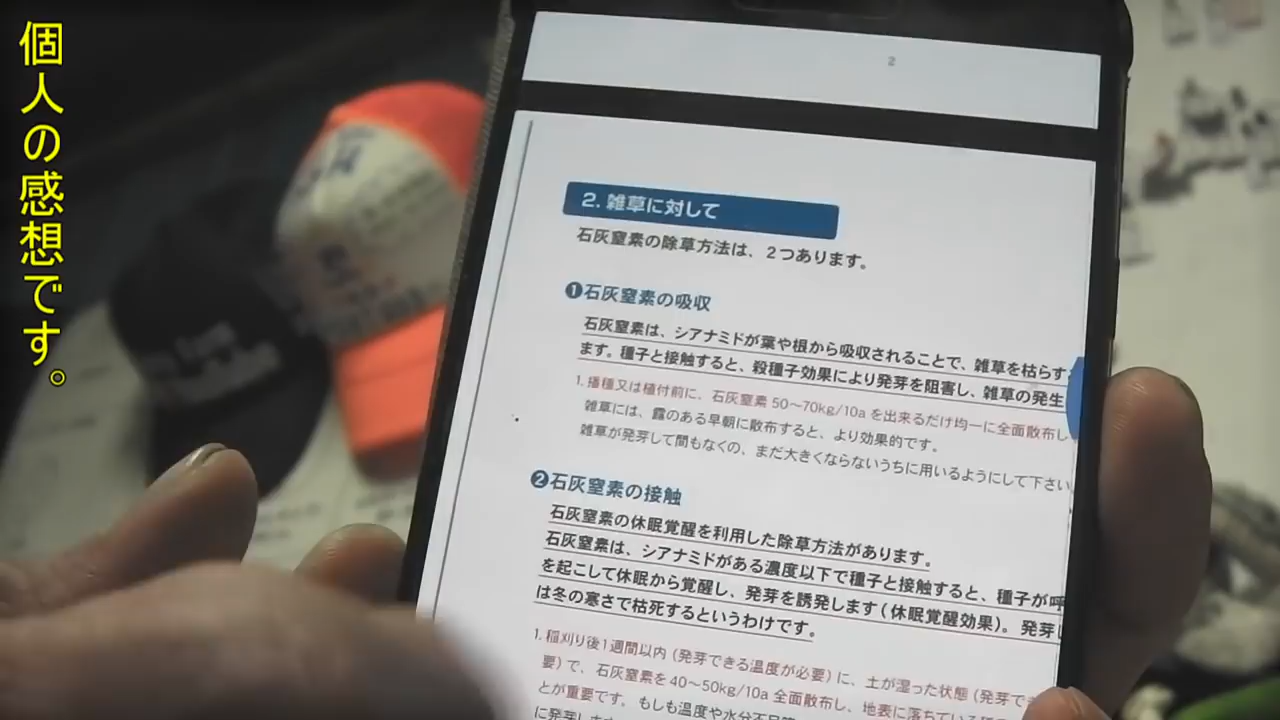 個人の感想です。
2
2. 雑草に対して
石灰窒素の除草方法は、2つあります。
❶石灰窒素の吸収
石灰窒素は、シアナミドが葉や根から吸収されることで、雑草を枯らす
ます。種子と接触すると、殺種子効果により発芽を阻害し、雑草の発生
1. 播種又は植付前に、石灰窒素 50〜70kg/10a を出来るだけ均一に全面散布し
雑草には、露のある早朝に散布すると、より効果的です。
雑草が発芽して間もなくの、まだ大きくならないうちに用いるようにして下さい
❷石灰窒素の接触
石灰窒素の休眠覚醒を利用した除草方法があります。
石灰窒素は、シアナミドがある濃度以下で種子と接触すると、種子が呼
を起こして休眠から覚醒し、発芽を誘発します(休眠覚醒効果)。発芽
は冬の寒さで枯死するというわけです。
1. 稲刈り後1週間以内(発芽できる温度が必要)に、土が湿った状態(発芽でき
要)で、石灰窒素を 40〜50kg/10a 全面散布し、地表に落ちている
とが重要です。もしも温度や水分不足
に発芽します